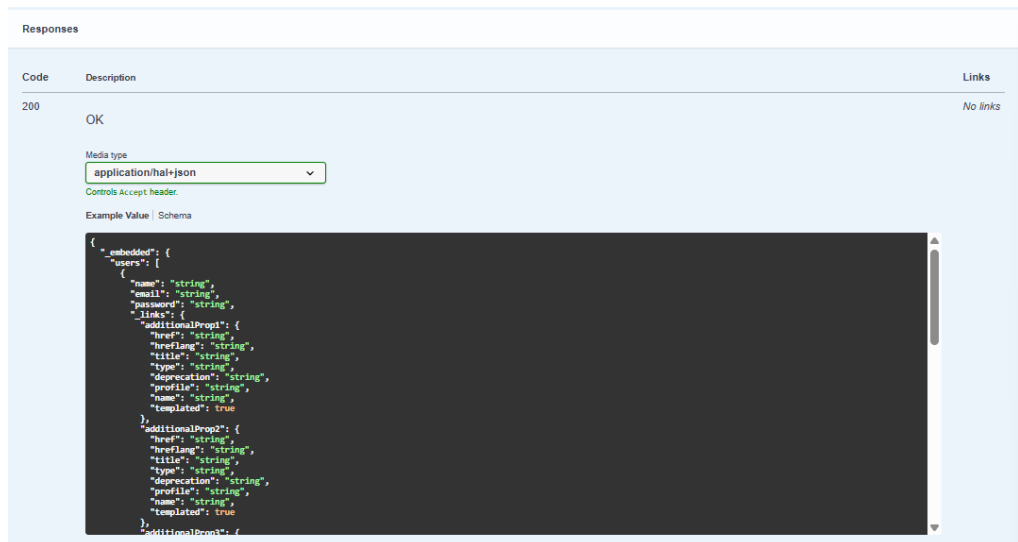 Responses
Code Description Links
200 OK No links
Media type
application/hal+json
Controls Accept header.
Example Value | Schema
{
  "_embedded": {
    "users": [
      {
        "name": "string",
        "email": "string",
        "password": "string",
        "_links": {
          "additionalProp1": {
            "href": "string",
            "hreflang": "string",
            "title": "string",
            "type": "string",
            "deprecation": "string",
            "profile": "string",
            "name": "string",
            "templated": true
          },
          "additionalProp2": {
            "href": "string",
            "hreflang": "string",
            "title": "string",
            "type": "string",
            "deprecation": "string",
            "profile": "string",
            "name": "string",
            "templated": true
          },
          "additionalProp3": {